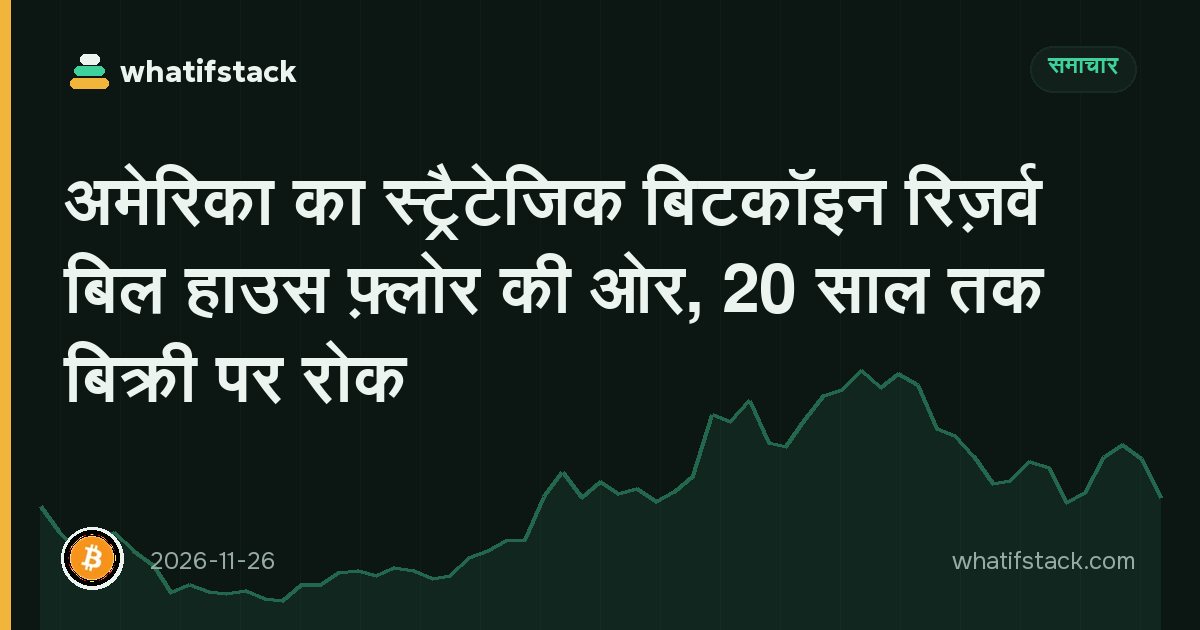 whatifstack
समाचार
अमेरिका का स्ट्रैटेजिक बिटकॉइन रिज़र्व
बिल हाउस फ़्लोर की ओर, 20 साल तक
बिक्री पर रोक
2026-11-26
whatifstack.com